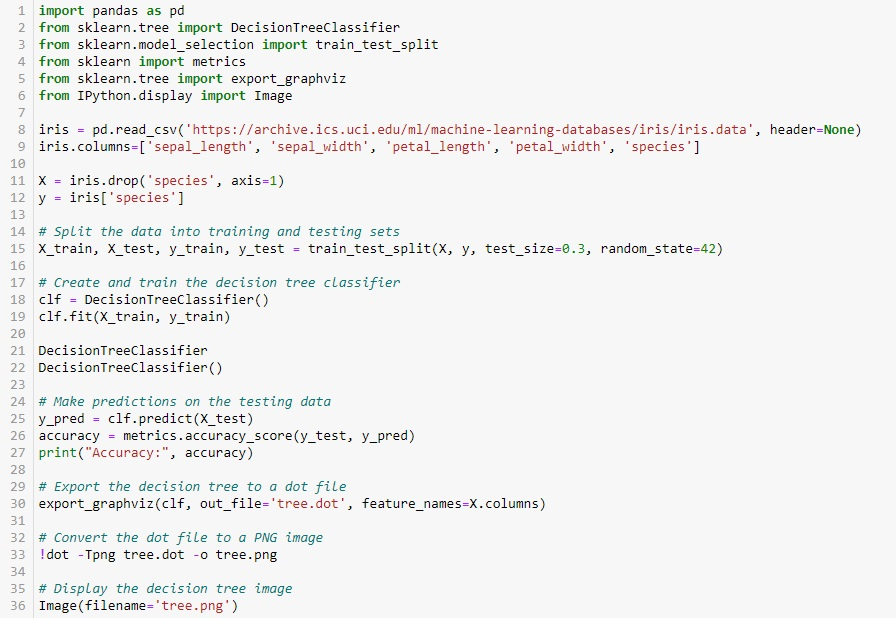 1 import pandas as pd
2 from sklearn.tree import DecisionTreeClassifier
3 from sklearn.model_selection import train_test_split
4 from sklearn import metrics
5 from sklearn.tree import export_graphviz
6 from IPython.display import Image
7
8 iris = pd.read_csv('https://archive.ics.uci.edu/ml/machine-learning-databases/iris/iris.data', header=None)
9 iris.columns=['sepal_length', 'sepal_width', 'petal_length', 'petal_width', 'species']
10
11 X = iris.drop('species', axis=1)
12 y = iris['species']
13
14 # Split the data into training and testing sets
15 X_train, X_test, y_train, y_test = train_test_split(X, y, test_size=0.3, random_state=42)
16
17 # Create and train the decision tree classifier
18 clf = DecisionTreeClassifier()
19 clf.fit(X_train, y_train)
20
21 DecisionTreeClassifier
22 DecisionTreeClassifier()
23
24 # Make predictions on the testing data
25 y_pred = clf.predict(X_test)
26 accuracy = metrics.accuracy_score(y_test, y_pred)
27 print("Accuracy:", accuracy)
28
29 # Export the decision tree to a dot file
30 export_graphviz(clf, out_file='tree.dot', feature_names=X.columns)
31
32 # Convert the dot file to a PNG image
33 !dot -Tpng tree.dot -o tree.png
34
35 # Display the decision tree image
36 Image(filename='tree.png')